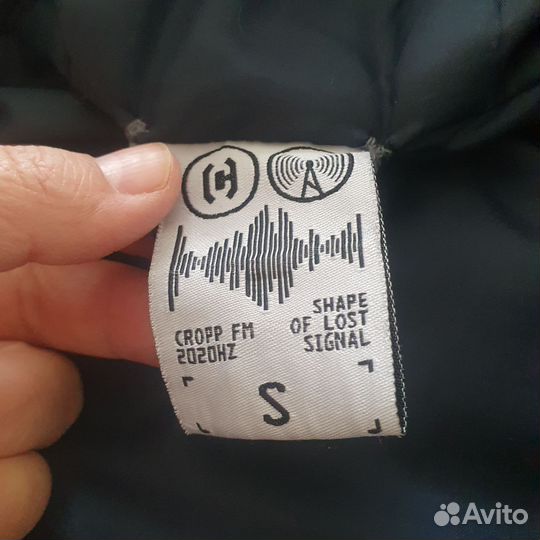 CROPP FM
2020HZ
SHAPE
OF LOST
SIGNAL
S
Avito